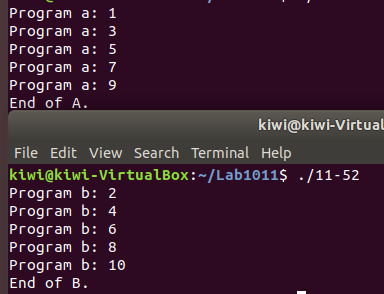 Program a: 1
Program a: 3
Program a: 5
Program a: 7
Program a: 9
End of A.
kiwi@kiwi-Virtual
File Edit View Search Terminal Help
kiwi@kiwi-VirtualBox:~/Lab1011$ ./11-52
Program b: 2
Program b: 4
Program b: 6
Program b: 8
Program b: 10
End of B.